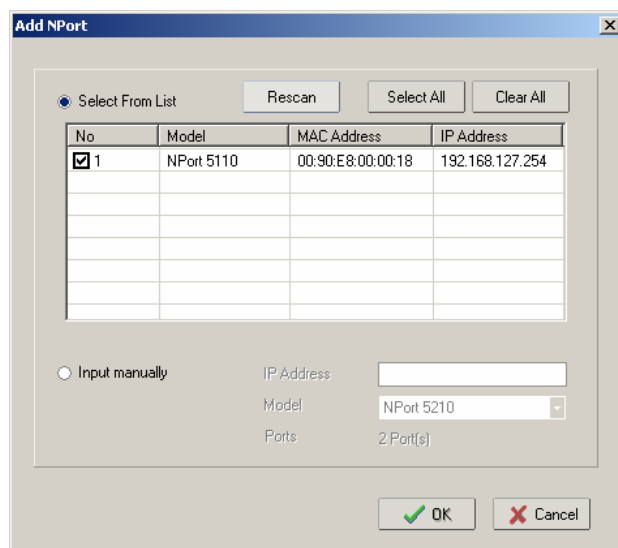 Add NPort
Select From List Rescan Select All Clear All
No Model MAC Address IP Address
1 NPort 5110 00:90:E8:00:00:18 192.168.127.254
Input manually IP Address
Model NPort 5210
Ports 2 Port(s)
OK Cancel